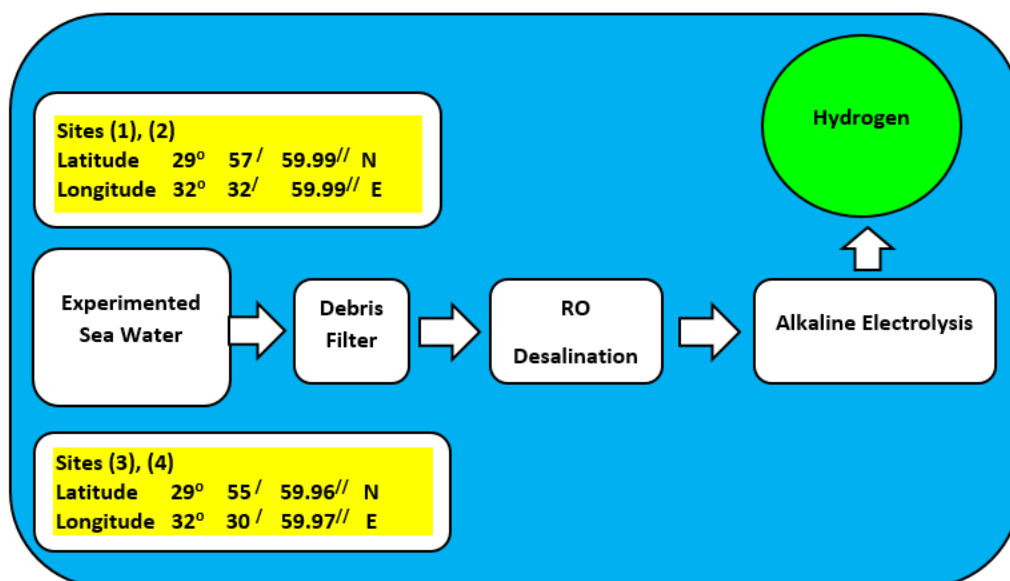 Sites (1), (2)
Latitude 29° 57/ 59.99// N
Longitude 32° 32/ 59.99// E
Hydrogen
Experimented
Sea Water
Debris
Filter
RO
Desalination
Alkaline Electrolysis
Sites (3), (4)
Latitude 29° 55 / 59.96// N
Longitude 32° 30 / 59.97// E